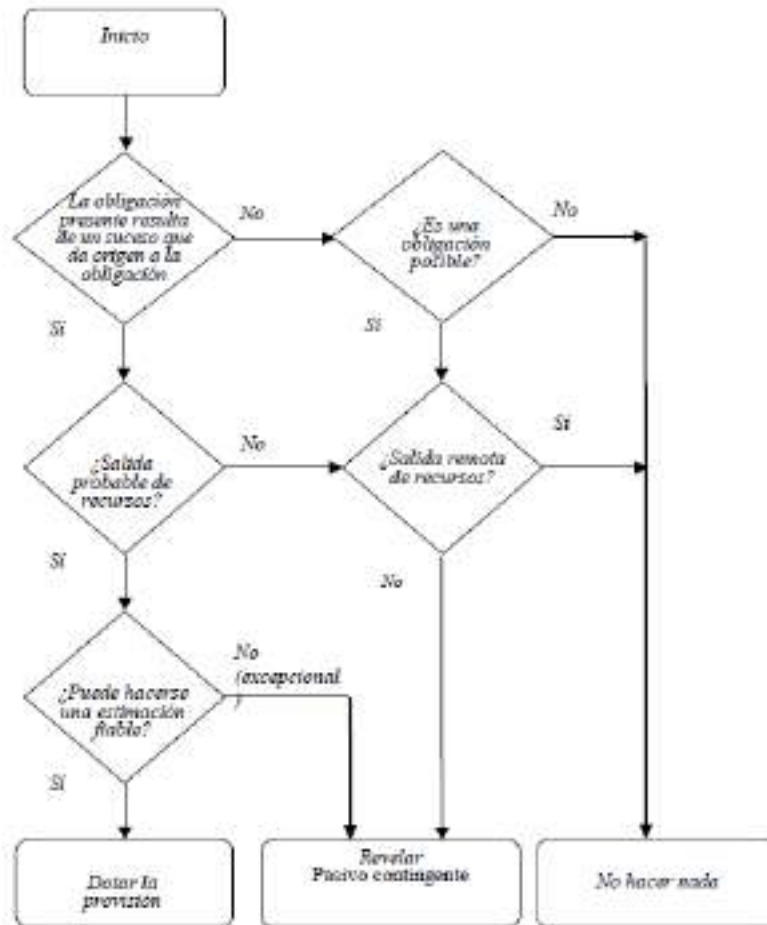 Inicio
La obligación
presente resulta
de un suceso que
da origen a la
obligación
No
¿Es una
obligación
posible?
No
Si
Si
¿Salida
probable de
recursos?
No
¿Salida remota
de recursos?
Si
Si
No
¿Puede hacerse
una estimación
fiable?
No
(excepcional
)
Si
Dotar la
provisión
Revelar
Pasivo contingente
No hacer nada